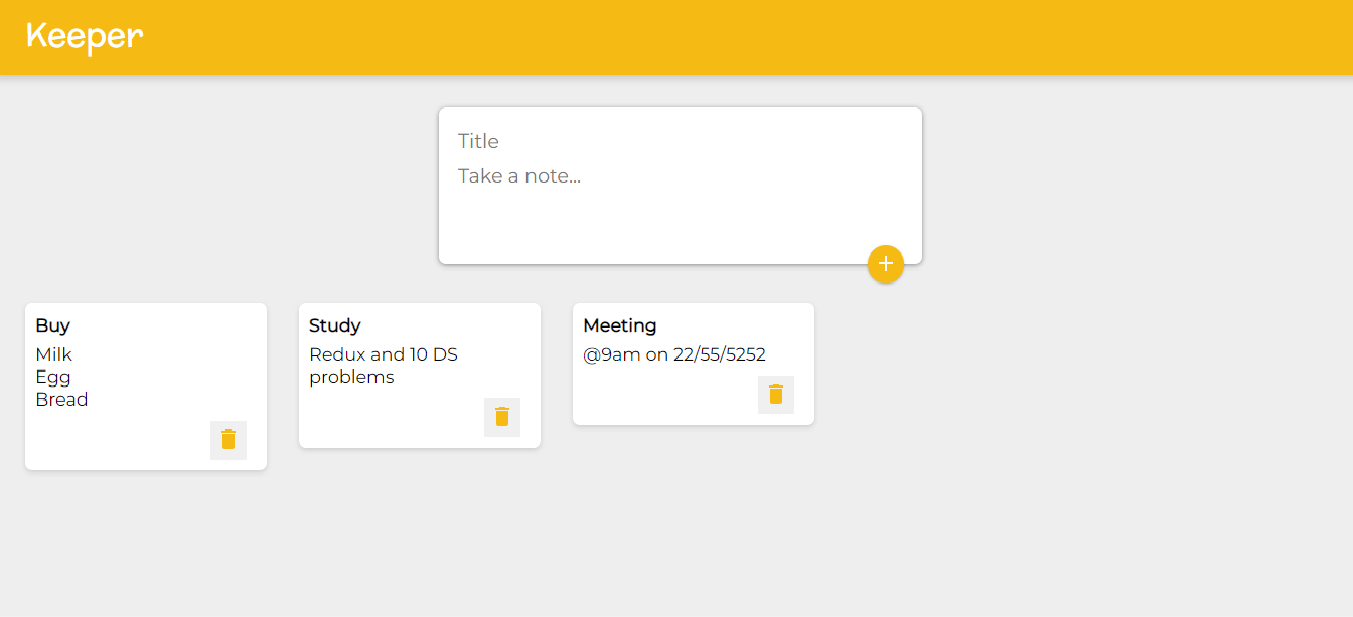 Keeper
Title
Take a note...
Buy
Milk
Egg
Bread
Study
Redux and 10 DS
problems
Meeting
@9am on 22/55/5252